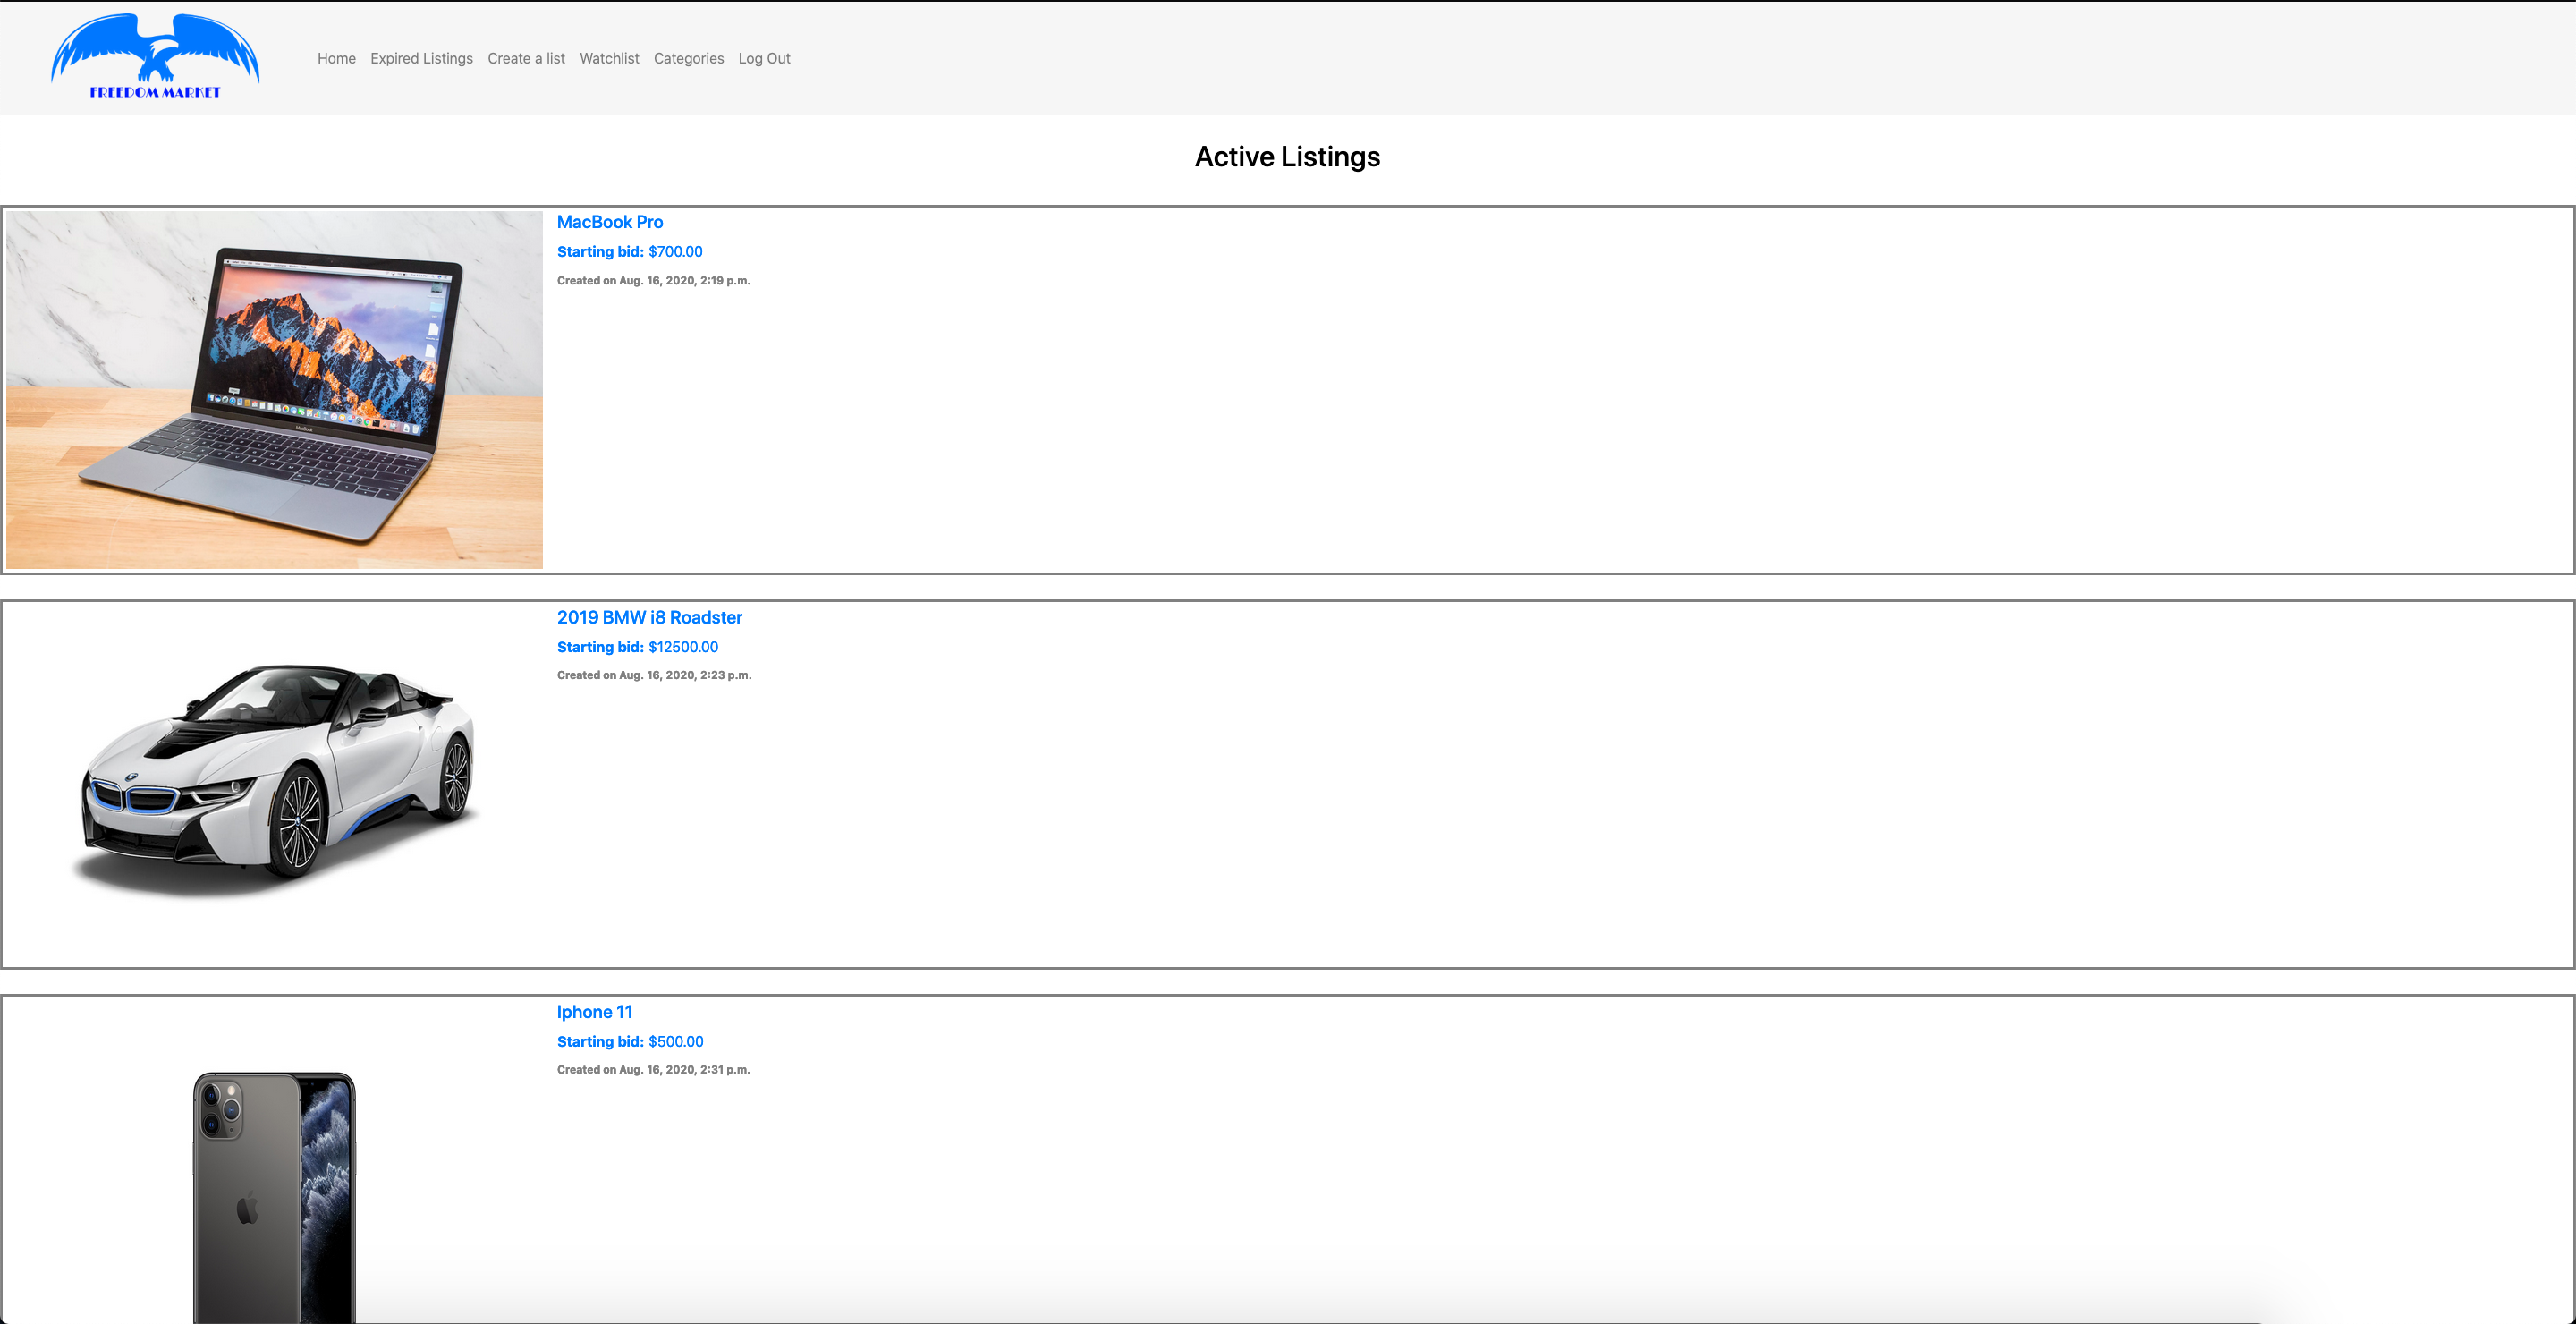 FREEDOM MARKET
Home Expired Listings Create a list Watchlist Categories Log Out
Active Listings
MacBook Pro
Starting bid: $700.00
Created on Aug. 16, 2020, 2:19 p.m.
MacBook
2019 BMW i8 Roadster
Starting bid: $12500.00
Created on Aug. 16, 2020, 2:23 p.m.
Iphone 11
Starting bid: $500.00
Created on Aug. 16, 2020, 2:31 p.m.